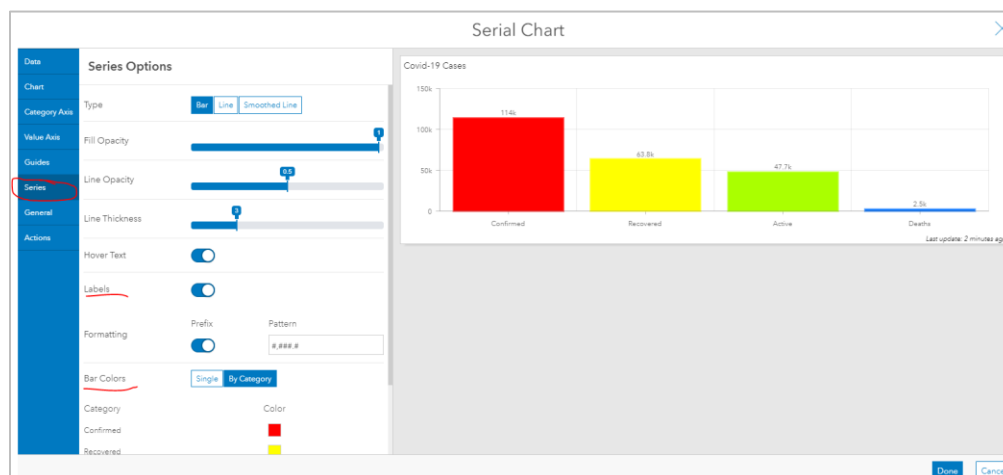 Serial Chart
Data
Chart
Category Axis
Value Axis
Guides
Series
General
Actions
Series Options
Type
Bar Line Smoothed Line
Fill Opacity
1
Line Opacity
0.5
Line Thickness
3
Hover Text
Labels
Formatting
Prefix Pattern
#,###.#
Bar Colors
Single By Category
Category Color
Confirmed
Recovered
Covid-19 Cases
150k
100k
50k
0
114k
63.8k
47.7k
2.5k
Confirmed Recovered Active Deaths
Last update: 2 minutes ag
Done Cance